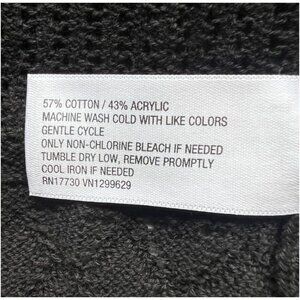 57% COTTON / 43% ACRYLIC
MACHINE WASH COLD WITH LIKE COLORS
GENTLE CYCLE
ONLY NON-CHLORINE BLEACH IF NEEDED
TUMBLE DRY LOW, REMOVE PROMPTLY
COOL IRON IF NEEDED
RN17730 VN1299629